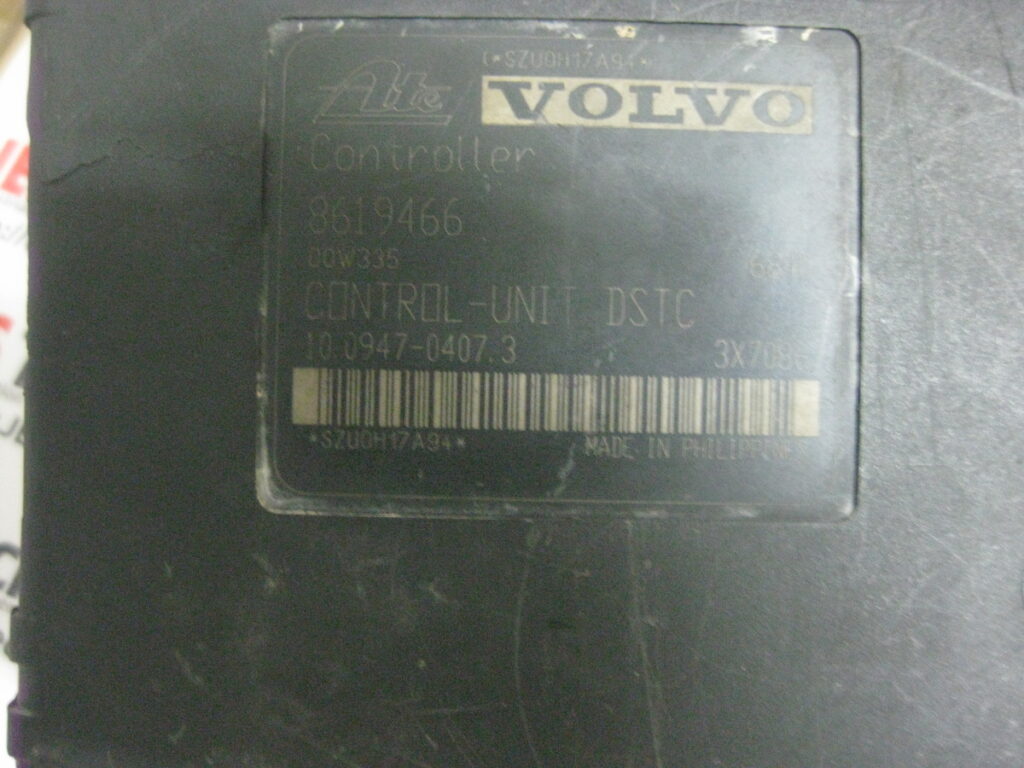 *SZU0H17A94*
Ate VOLVO
Controller
8619466
00W335
CONTROL-UNIT DSTC
10.0947-0407.3
*SZU0H17A94* MADE IN PHILIPPINES